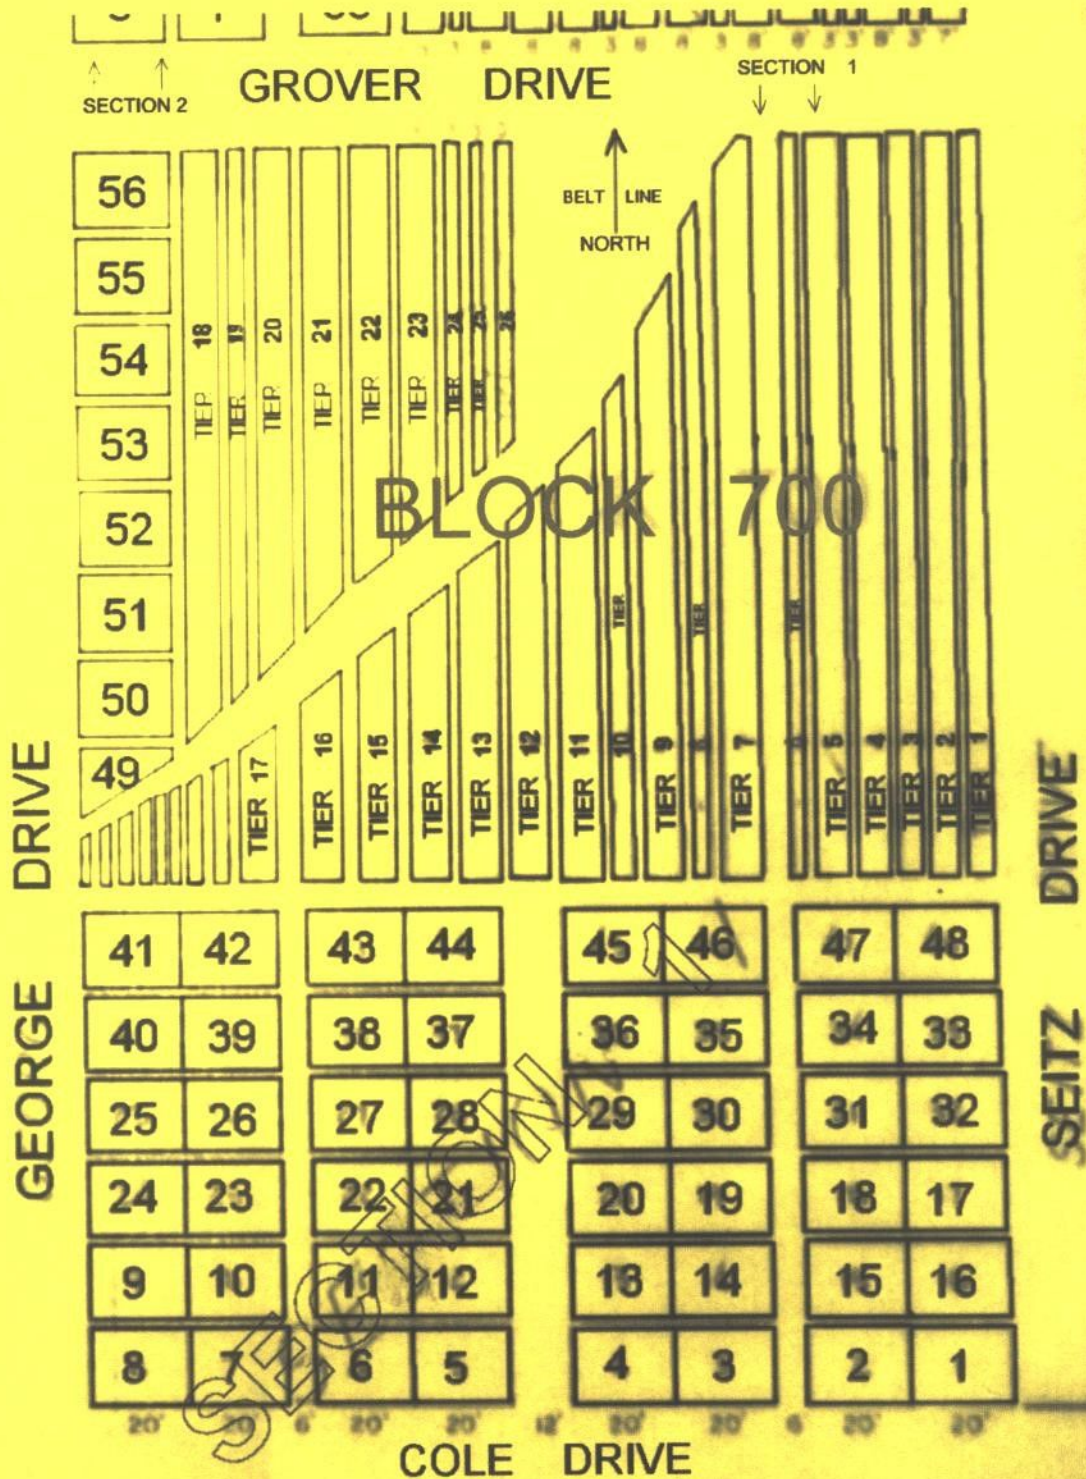 GROVER DRIVE
SECTION 2
SECTION 1
BELT LINE
NORTH
56
55
54
53
52
51
50
49
TIER 18
TIER 19
TIER 20
TIER 21
TIER 22
TIER 23
TIER 24
TIER 25
26
BLOCK 700
TIER 17
TIER 16
TIER 15
TIER 14
TIER 13
TIER 12
TIER 11
TIER 10
TIER 9
TIER 8
TIER 7
TIER 6
TIER 5
TIER 4
TIER 3
TIER 2
TIER 1
GEORGE DRIVE
SEITZ DRIVE
41 42 43 44 45 46 47 48
40 39 38 37 36 35 34 33
25 26 27 28 29 30 31 32
24 23 22 21 20 19 18 17
9 10 11 12 13 14 15 16
8 7 6 5 4 3 2 1
SECTION 1
20' 20' 6' 20' 20' 12' 20' 20' 6 20' 20'
COLE DRIVE